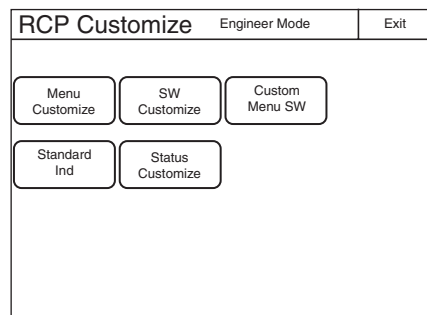 RCP Customize Engineer Mode Exit
Menu
Customize
SW
Customize
Custom
Menu SW
Standard
Ind
Status
Customize